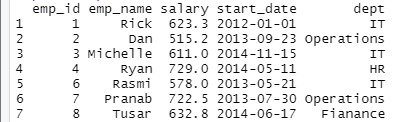 emp_id emp_name salary start_date dept
1 1 Rick 623.3 2012-01-01 IT
2 2 Dan 515.2 2013-09-23 Operations
3 3 Michelle 611.0 2014-11-15 IT
4 4 Ryan 729.0 2014-05-11 HR
5 6 Rasmi 578.0 2013-05-21 IT
6 7 Pranab 722.5 2013-07-30 Operations
7 8 Tusar 632.8 2014-06-17 Fianance